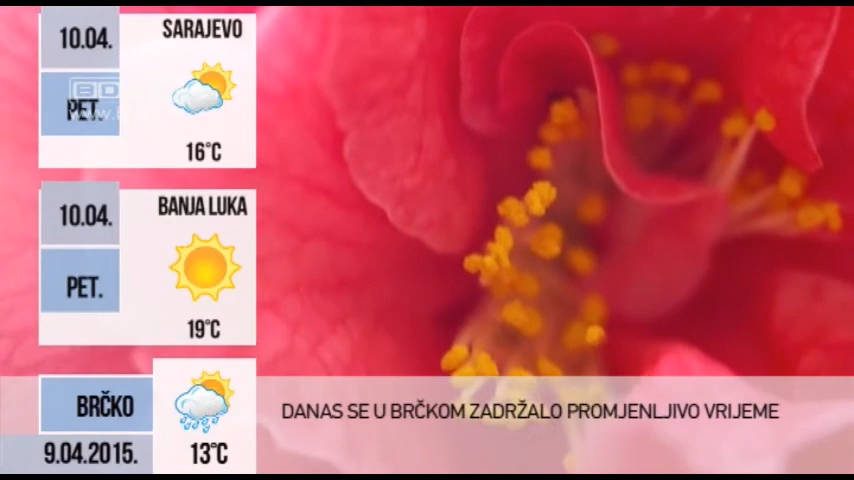 10.04.
SARAJEVO
PET.
16°C
10.04.
BANJA LUKA
PET.
19°C
BRČKO
9.04.2015.
13°C
DANAS SE U BRČKOM ZADRŽALO PROMJENLJIVO VRIJEME